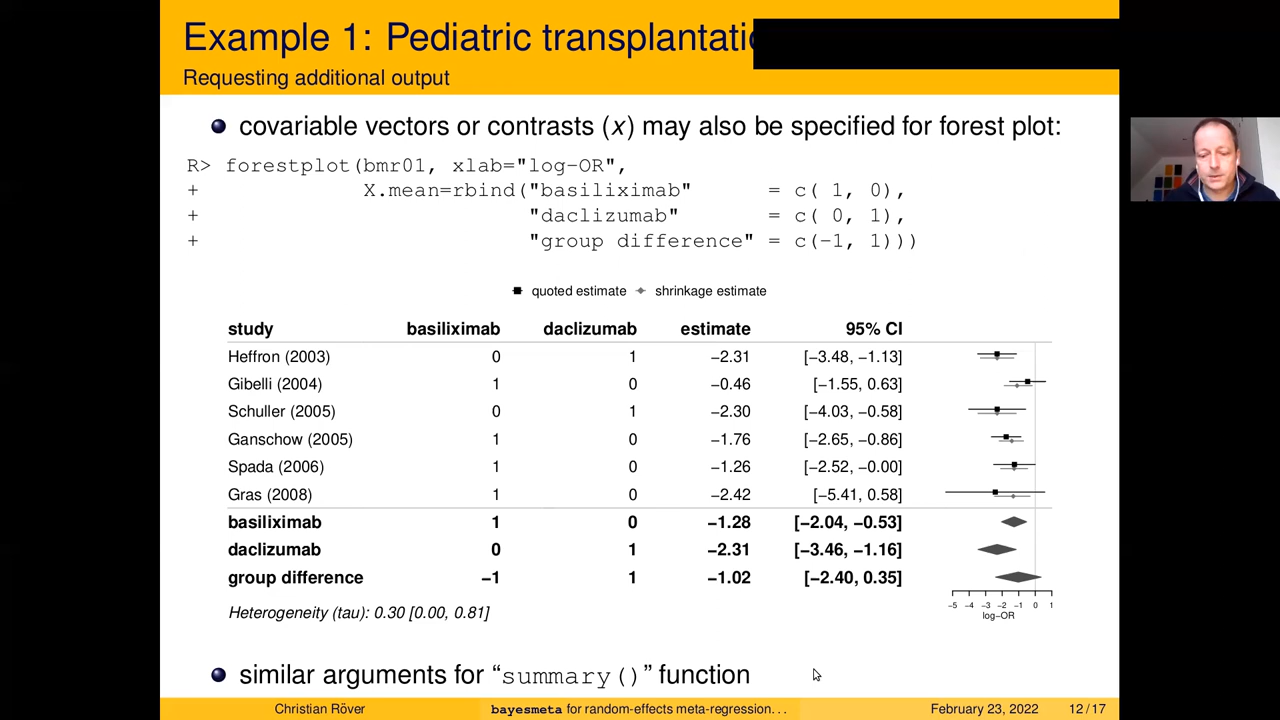 Example 1: Pediatric transplantatio
Requesting additional output
covariable vectors or contrasts (x) may also be specified for forest plot:
R> forestplot(bmr01, xlab="log-OR",
+ X.mean=rbind("basiliximab" = c( 1, 0),
+ "daclizumab" = c( 0, 1),
+ "group difference" = c(-1, 1)))
quoted estimate shrinkage estimate
study basiliximab daclizumab estimate 95% CI
Heffron (2003) 0 1 −2.31 [−3.48, −1.13]
Gibelli (2004) 1 0 −0.46 [−1.55, 0.63]
Schuller (2005) 0 1 −2.30 [−4.03, −0.58]
Ganschow (2005) 1 0 −1.76 [−2.65, −0.86]
Spada (2006) 1 0 −1.26 [−2.52, −0.00]
Gras (2008) 1 0 −2.42 [−5.41, 0.58]
basiliximab 1 0 −1.28 [−2.04, −0.53]
daclizumab 0 1 −2.31 [−3.46, −1.16]
group difference −1 1 −1.02 [−2.40, 0.35]
−5 −4 −3 −2 −1 0 1
log−OR
Heterogeneity (tau): 0.30 [0.00, 0.81]
similar arguments for “summary()” function
Christian Röver bayesmeta for random-effects meta-regression... February 23, 2022 12 / 17